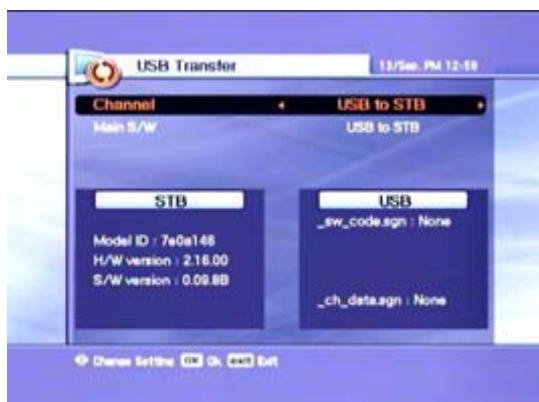 USB Transfer
13/Sep. PM 12:59
Channel USB to STB
Main S/W USB to STB
STB
Model ID : 7e0a146
H/W version : 2.16.00
S/W version : 0.09.8B
USB
_sw_code.sgn : None
_ch_data.sgn : None
Change Setting OK Ok EXIT Exit